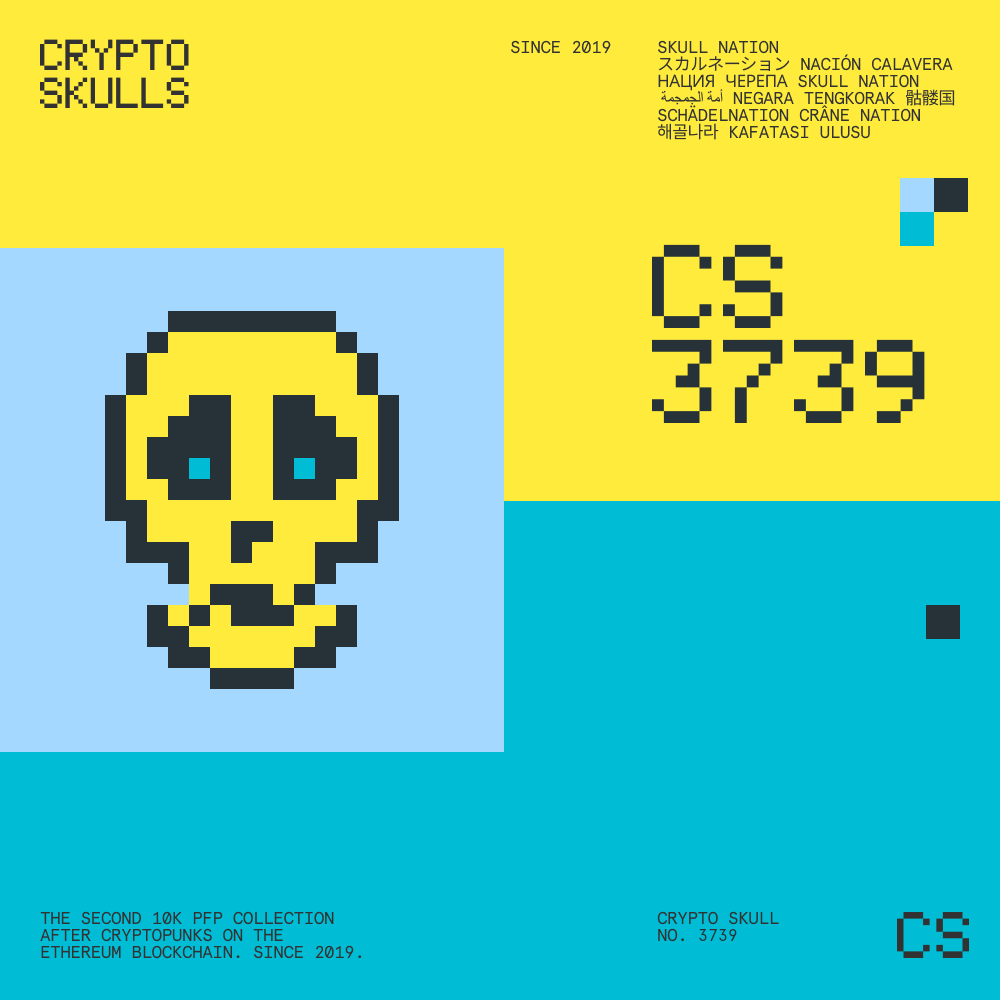 CRYPTO
SKULLS
SINCE 2019
SKULL NATION
スカルネーション NACIÓN CALAVERA
НАЦИЯ ЧЕРЕПА SKULL NATION
أمة الجمجمة NEGARA TENGKORAK 骷髅国
SCHÄDELNATION CRÂNE NATION
해골나라 KAFATASI ULUSU
CS
3739
THE SECOND 10K PFP COLLECTION
AFTER CRYPTOPUNKS ON THE
ETHEREUM BLOCKCHAIN. SINCE 2019.
CRYPTO SKULL
NO. 3739
CS